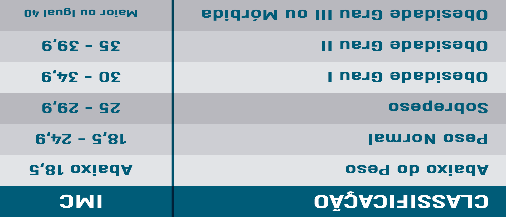 CLASSIFICAÇÃO IMC
Abaixo do Peso Abaixo 18,5
Peso Normal 18,5 - 24,9
Sobrepeso 25 - 29,9
Obesidade Grau I 30 - 34,9
Obesidade Grau II 35 - 39,9
Obesidade Grau III ou Mórbida Maior ou Igual 40